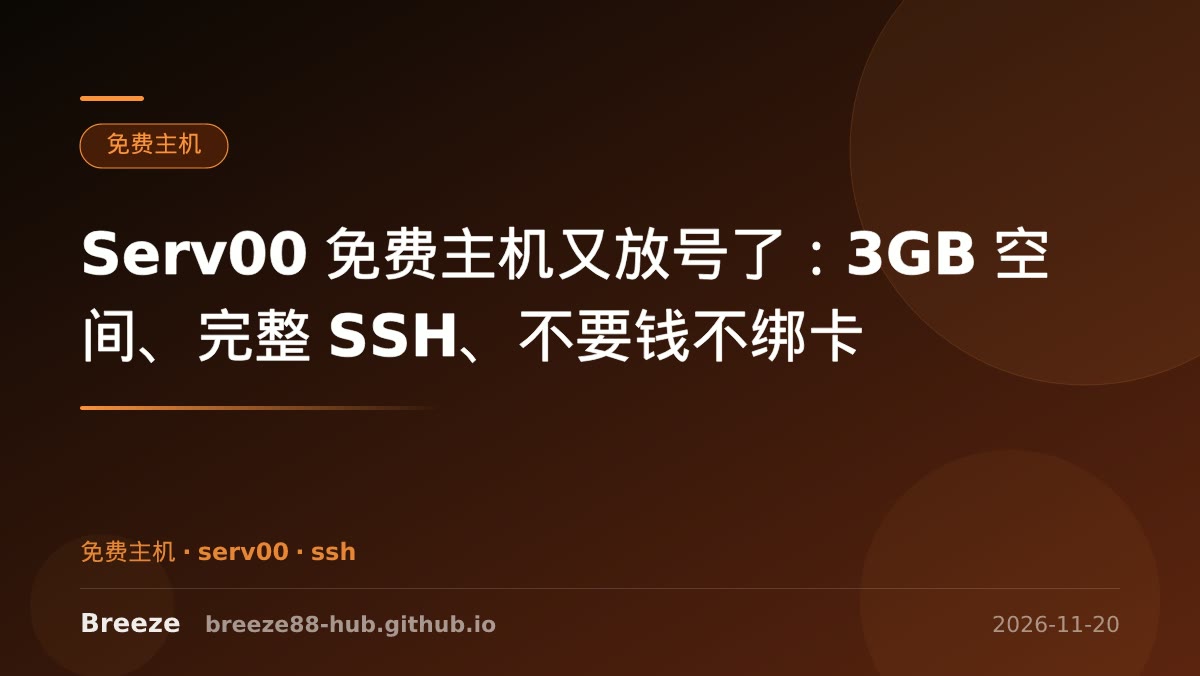 免费主机
Serv00 免费主机又放号了：3GB 空
间、完整 SSH、不要钱不绑卡
免费主机 · serv00 · ssh
Breeze breeze88-hub.github.io 2026-11-20